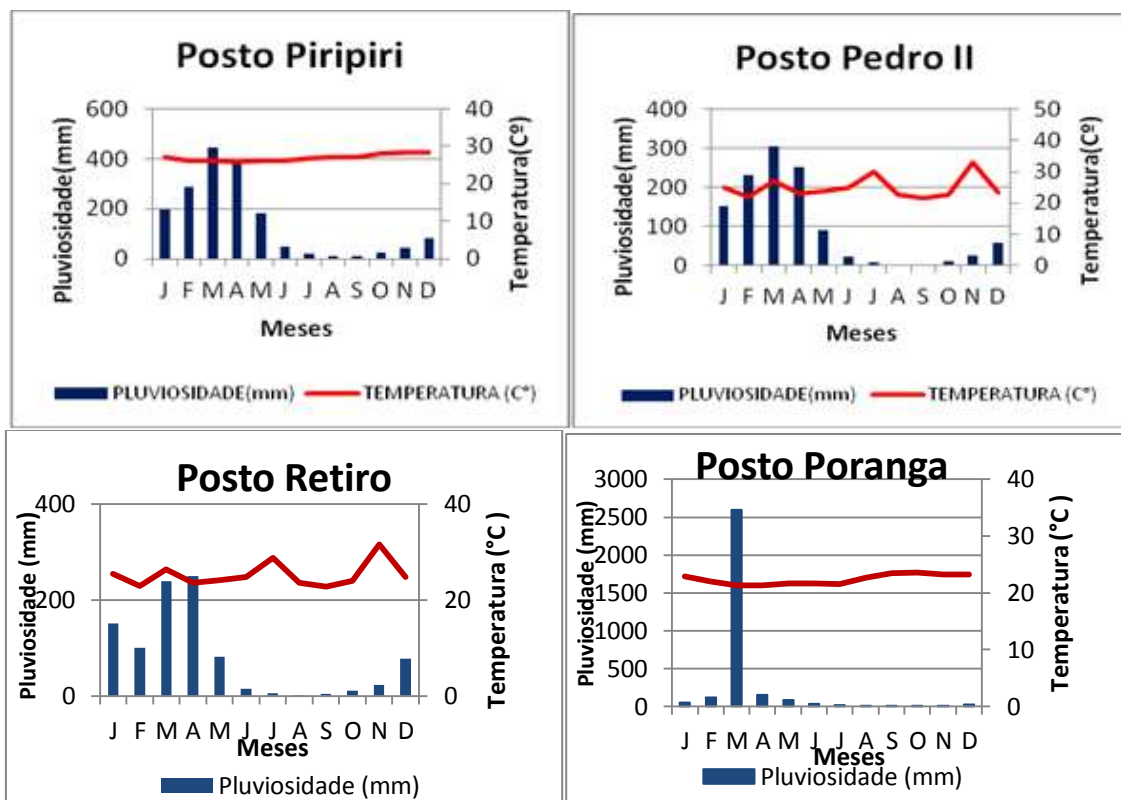 Posto Piripiri
Pluviosidade(mm)
600
400
200
0
40
30
20
10
0
Temperatura(Cº)
J F M A M J J A S O N D
Meses
PLUVIOSIDADE(mm) TEMPERATURA (C°)
Posto Pedro II
Pluviosidade(mm)
400
300
200
100
0
50
40
30
20
10
0
Temperatura(Cº)
J F M A M J J A S O N D
Meses
PLUVIOSIDADE(mm) TEMPERATURA (C°)
Posto Retiro
Pluviosidade (mm)
400
200
0
40
20
0
Temperatura (°C )
J F M A M J J A S O N D
Meses
Pluviosidade (mm)
Posto Poranga
Pluviosidade (mm)
3000
2500
2000
1500
1000
500
0
40
30
20
10
0
Temperatura (°C )
J F M A M J J A S O N D
Meses
Pluviosidade (mm)